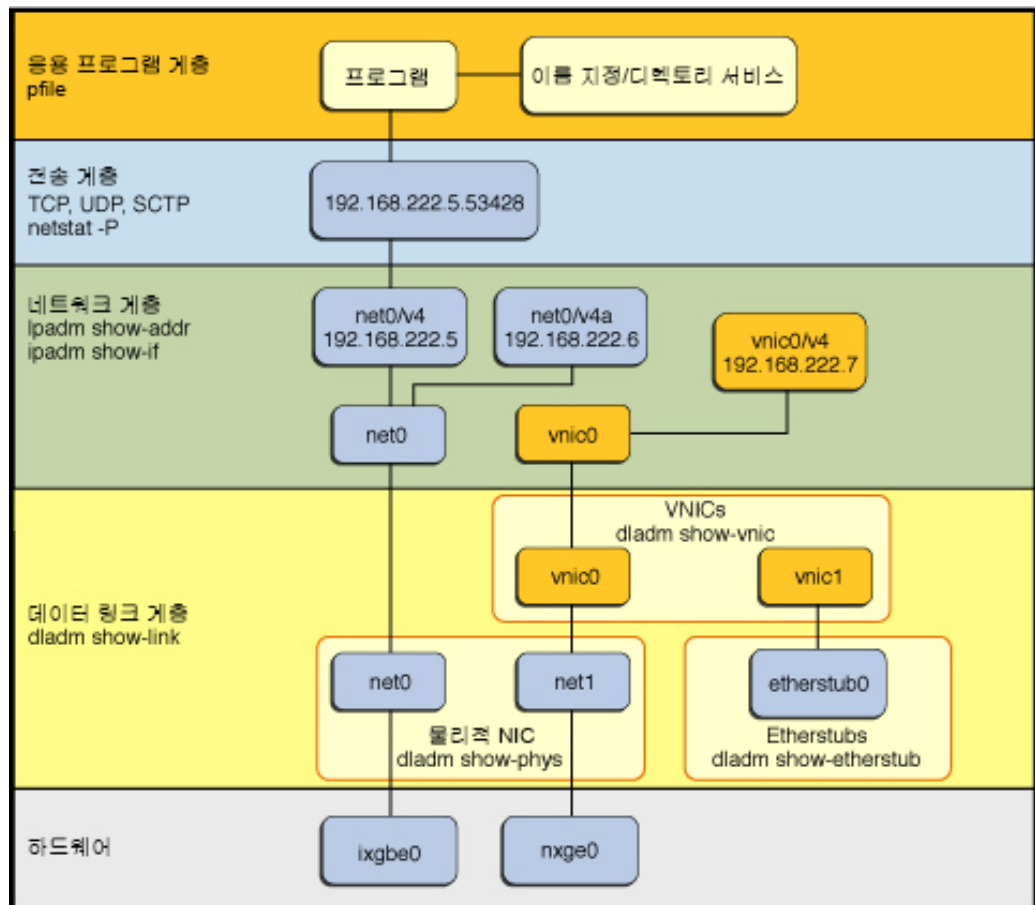 응용 프로그램 계층
pfile
프로그램
이름 지정/디렉토리 서비스
전송 계층
TCP, UDP, SCTP
netstat -P
192.168.222.5.53428
네트워크 계층
Ipadm show-addr
ipadm show-if
net0/v4
192.168.222.5
net0/v4a
192.168.222.6
vnic0/v4
192.168.222.7
net0
vnic0
VNICs
dladm show-vnic
vnic0
vnic1
데이터 링크 계층
dladm show-link
net0
net1
etherstub0
물리적 NIC
dladm show-phys
Etherstubs
dladm show-etherstub
하드웨어
ixgbe0
nxge0